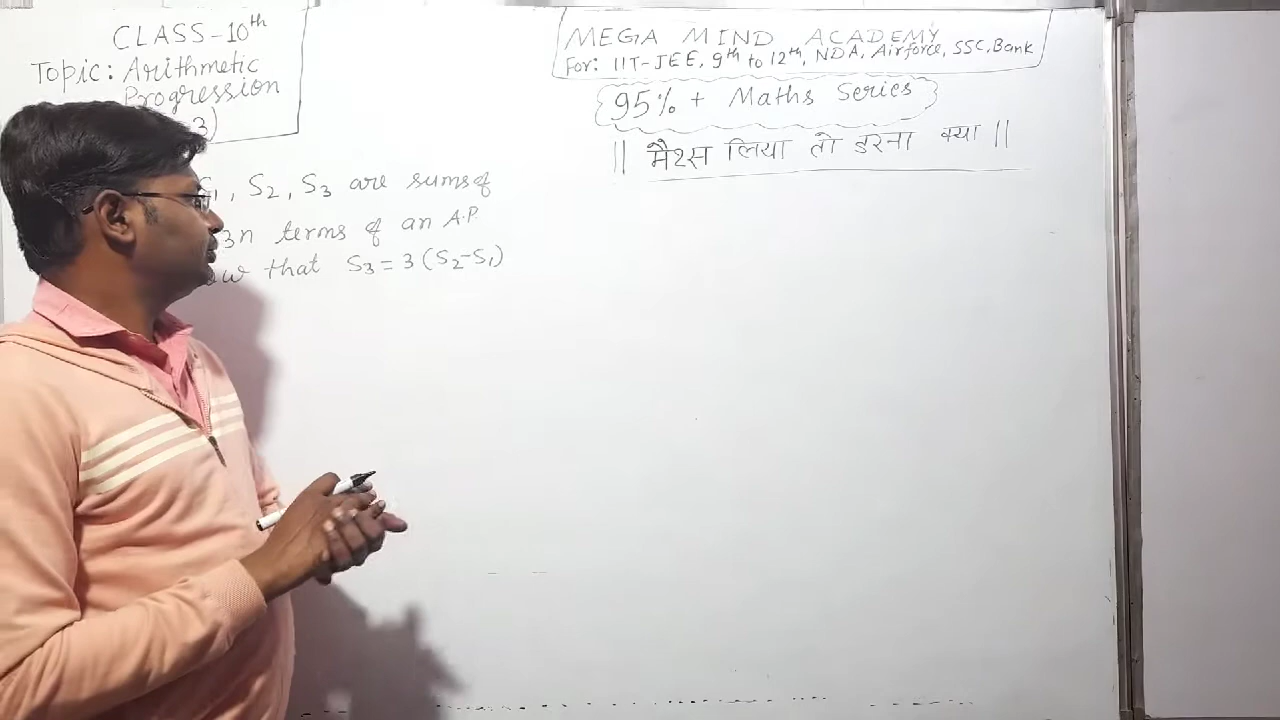 CLASS-10th
Topic: Arithmetic
Progression
3)
MEGA MIND ACADEMY
For: IIT-JEE, 9th to 12th, NDA, Airforce, SSC, Bank
95% + Maths Series
|| मैथ्स लिया तो डरना क्या ||
S1, S2, S3 are sums of
3n terms of an A.P.
that S3 = 3 (S2-S1)